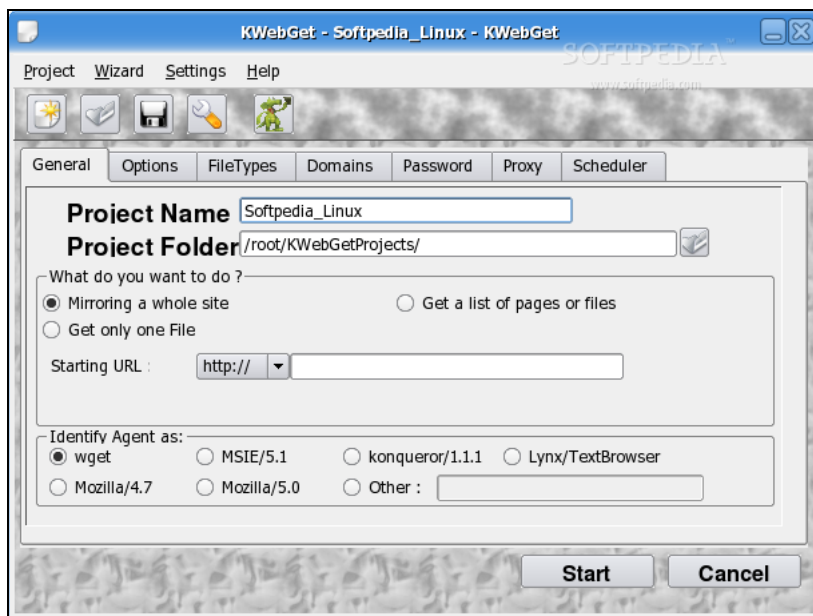 KWebGet - Softpedia_Linux - KWebGet
SOFTPEDIA™
www.softpedia.com
Project Wizard Settings Help
General Options FileTypes Domains Password Proxy Scheduler
Project Name Softpedia_Linux
Project Folder /root/KWebGetProjects/
What do you want to do ?
Mirroring a whole site Get a list of pages or files
Get only one File
Starting URL : http://
Identify Agent as:
wget MSIE/5.1 konqueror/1.1.1 Lynx/TextBrowser
Mozilla/4.7 Mozilla/5.0 Other :
Start Cancel